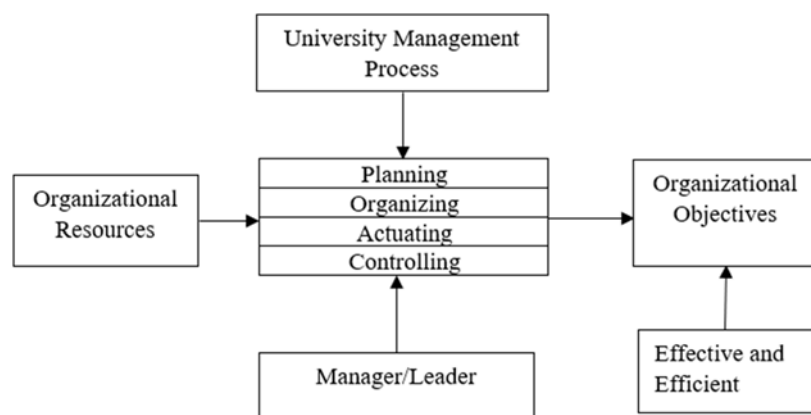 University Management
Process
Planning
Organizing
Actuating
Controlling
Organizational
Resources
Organizational
Objectives
Manager/Leader
Effective and
Efficient